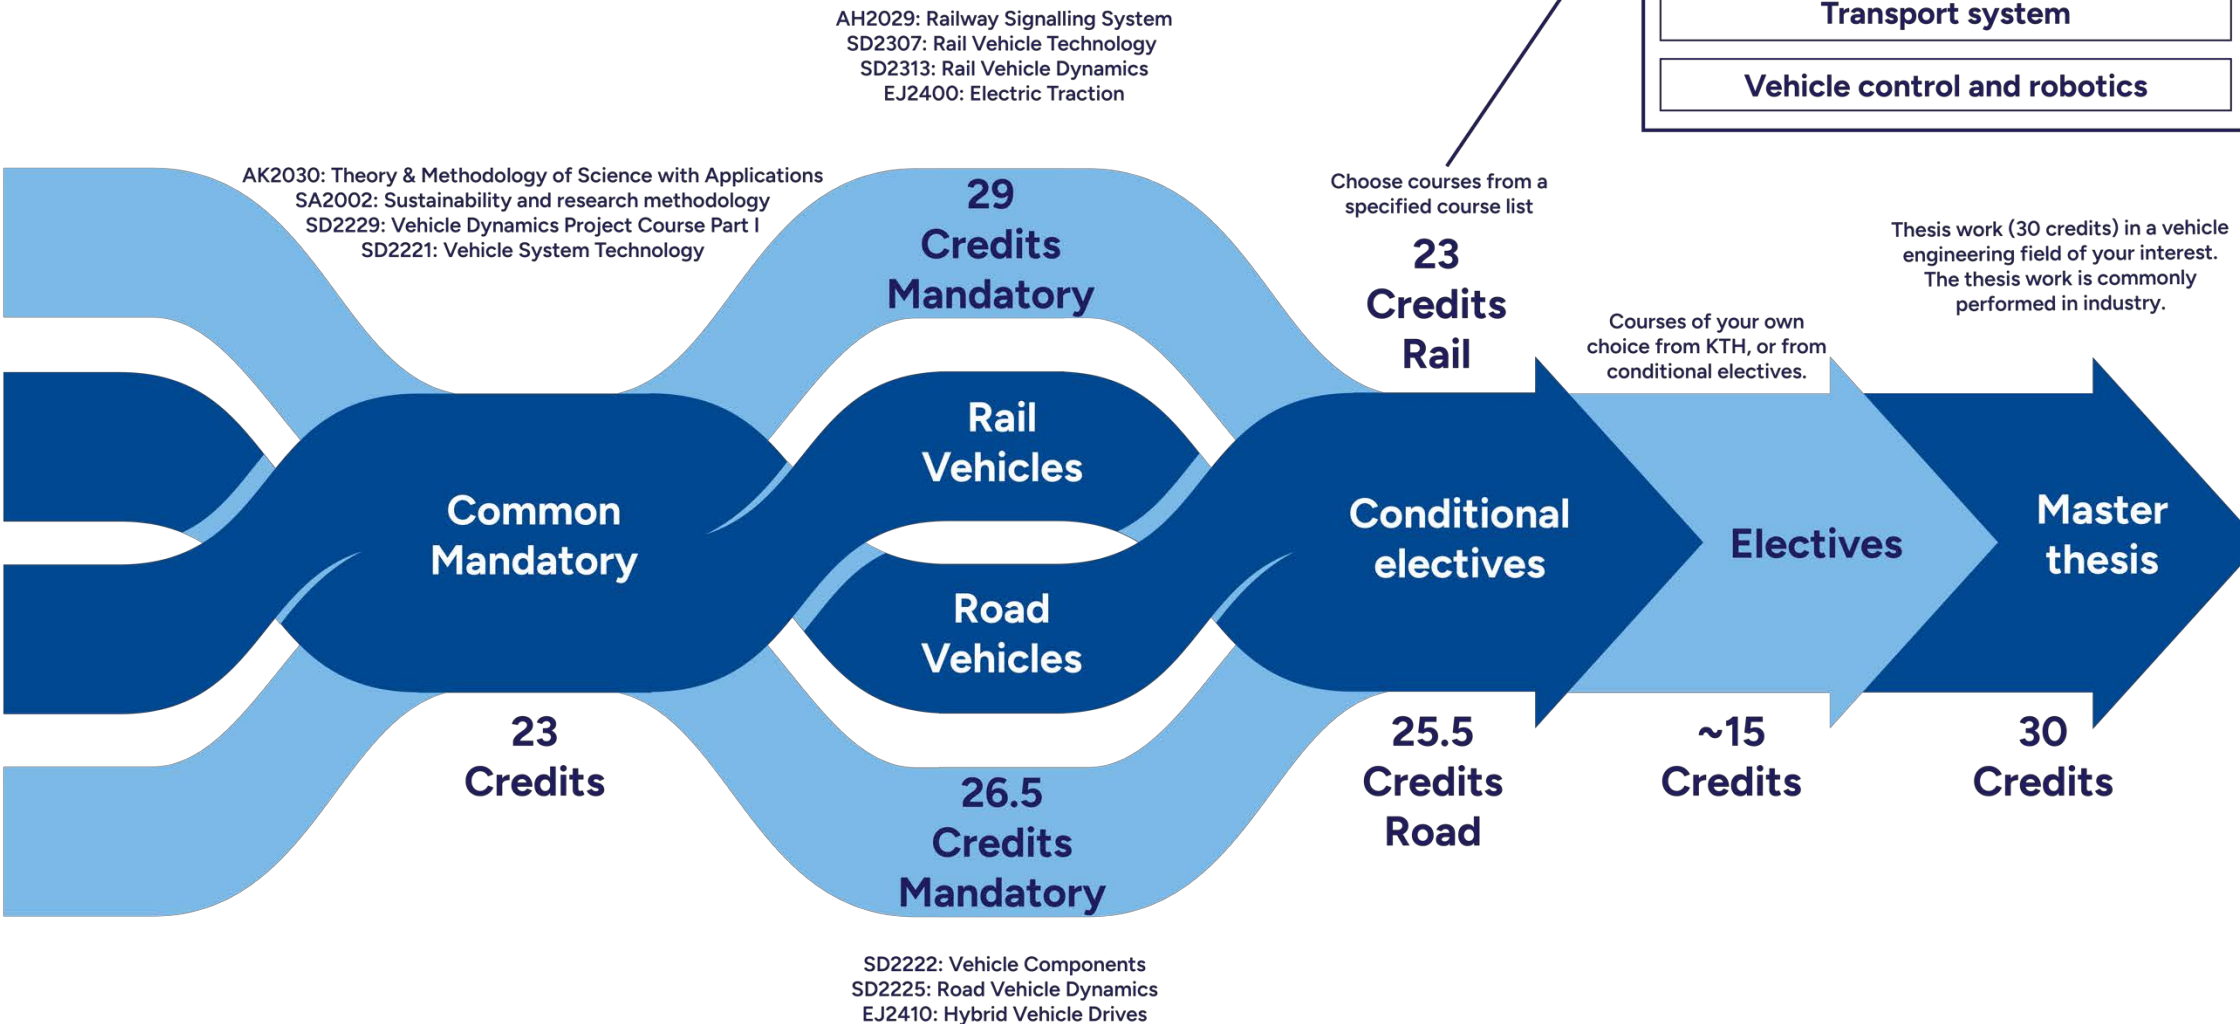 AH2029: Railway Signalling System
SD2307: Rail Vehicle Technology
SD2313: Rail Vehicle Dynamics
EJ2400: Electric Traction
Transport system
Vehicle control and robotics
AK2030: Theory & Methodology of Science with Applications
SA2002: Sustainability and research methodology
SD2229: Vehicle Dynamics Project Course Part I
SD2221: Vehicle System Technology
29
Credits
Mandatory
Choose courses from a
specified course list
23
Credits
Rail
Courses of your own
choice from KTH, or from
conditional electives.
Thesis work (30 credits) in a vehicle
engineering field of your interest.
The thesis work is commonly
performed in industry.
Common
Mandatory
Rail
Vehicles
Road
Vehicles
Conditional
electives
Electives
Master
thesis
23
Credits
26.5
Credits
Mandatory
25.5
Credits
Road
~15
Credits
30
Credits
SD2222: Vehicle Components
SD2225: Road Vehicle Dynamics
EJ2410: Hybrid Vehicle Drives